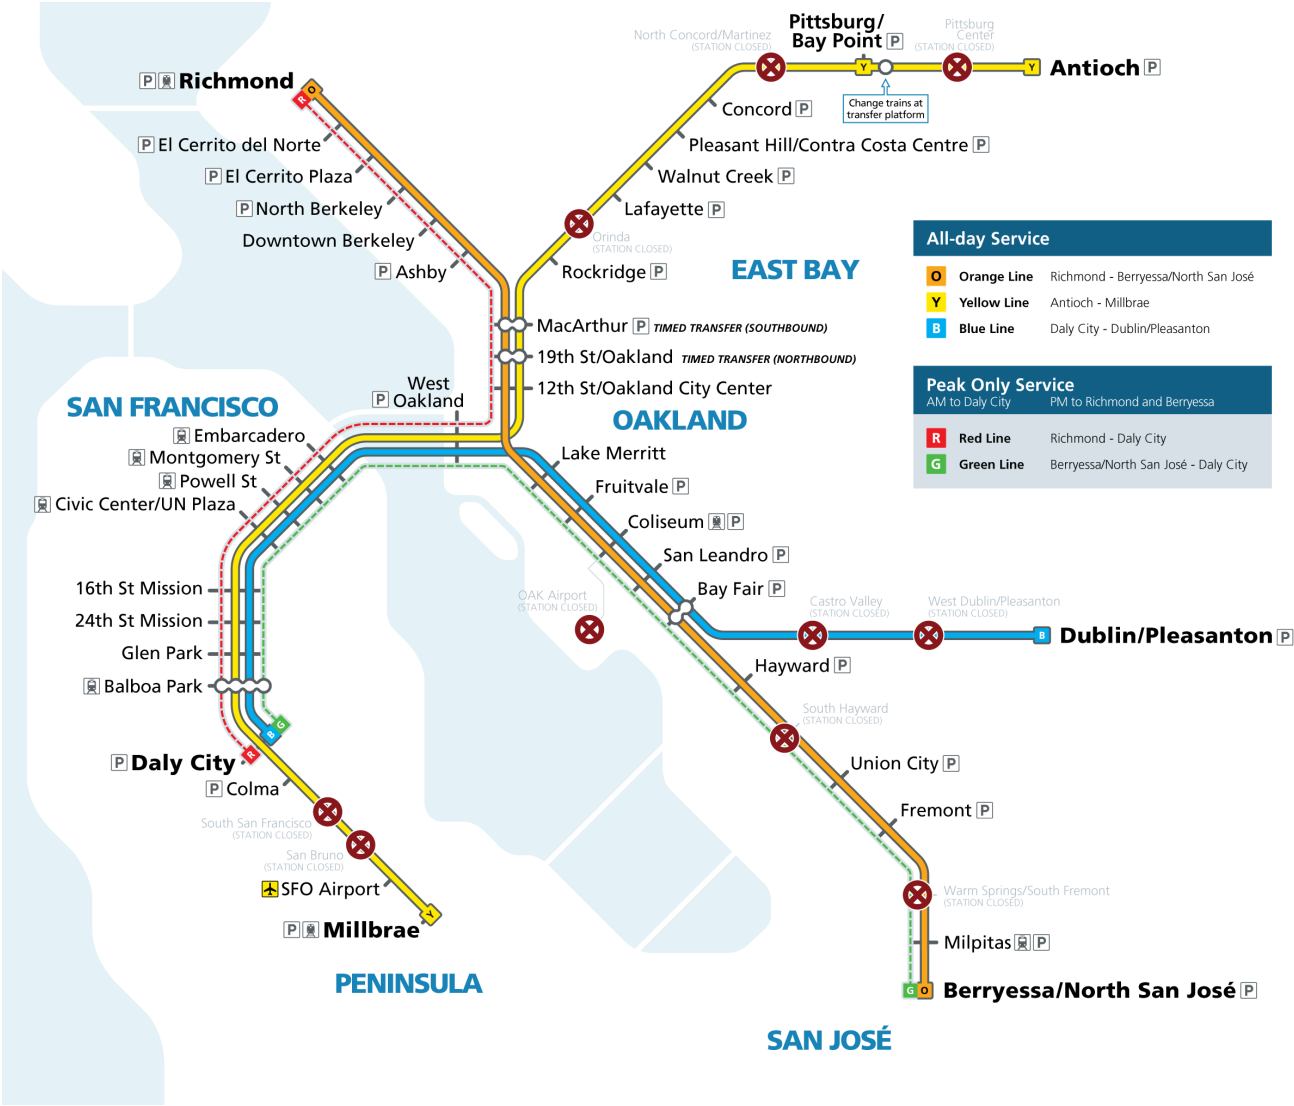 North Concord/Martinez
(STATION CLOSED)
Pittsburg/
Bay Point P
Pittsburg
Center
(STATION CLOSED)
Y
Y
Antioch P
Change trains at
transfer platform
P Richmond
O
R
Concord P
P El Cerrito del Norte
Pleasant Hill/Contra Costa Centre P
P El Cerrito Plaza
Walnut Creek P
P North Berkeley
Lafayette P
Downtown Berkeley
Orinda
(STATION CLOSED)
P Ashby
Rockridge P
EAST BAY
All-day Service
O Orange Line Richmond - Berryessa/North San José
Y Yellow Line Antioch - Millbrae
B Blue Line Daly City - Dublin/Pleasanton
MacArthur P TIMED TRANSFER (SOUTHBOUND)
19th St/Oakland TIMED TRANSFER (NORTHBOUND)
12th St/Oakland City Center
Peak Only Service
AM to Daly City PM to Richmond and Berryessa
R Red Line Richmond - Daly City
G Green Line Berryessa/North San José - Daly City
West
P Oakland
SAN FRANCISCO
OAKLAND
Embarcadero
Montgomery St
Powell St
Civic Center/UN Plaza
Lake Merritt
Fruitvale P
Coliseum P
San Leandro P
Bay Fair P
16th St Mission
24th St Mission
Glen Park
Balboa Park
OAK Airport
(STATION CLOSED)
Castro Valley
(STATION CLOSED)
West Dublin/Pleasanton
(STATION CLOSED)
B
Dublin/Pleasanton P
Hayward P
South Hayward
(STATION CLOSED)
G
B
R
P Daly City
P Colma
Union City P
Fremont P
South San Francisco
(STATION CLOSED)
San Bruno
(STATION CLOSED)
SFO Airport
Y
P Millbrae
Warm Springs/South Fremont
(STATION CLOSED)
Milpitas P
G O
Berryessa/North San José P
PENINSULA
SAN JOSÉ